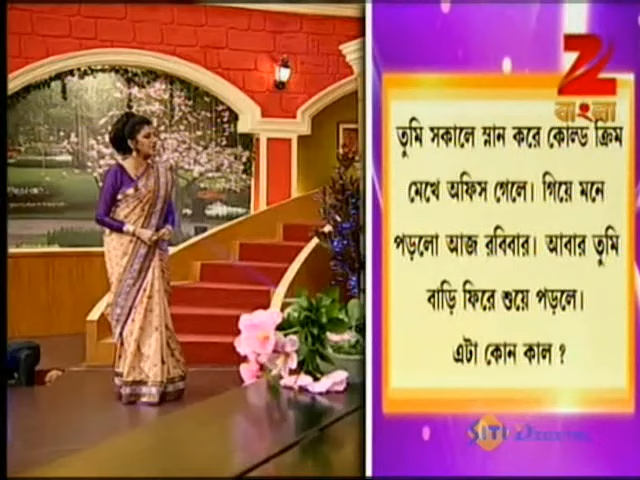 Z
বাংলা
তুমি সকালে স্নান করে কোল্ড ক্রিম
মেখে অফিস গেলে। গিয়ে মনে
পড়লো আজ রবিবার। আবার তুমি
বাড়ি ফিরে শুয়ে পড়লে।
এটা কোন কাল ?
SITI